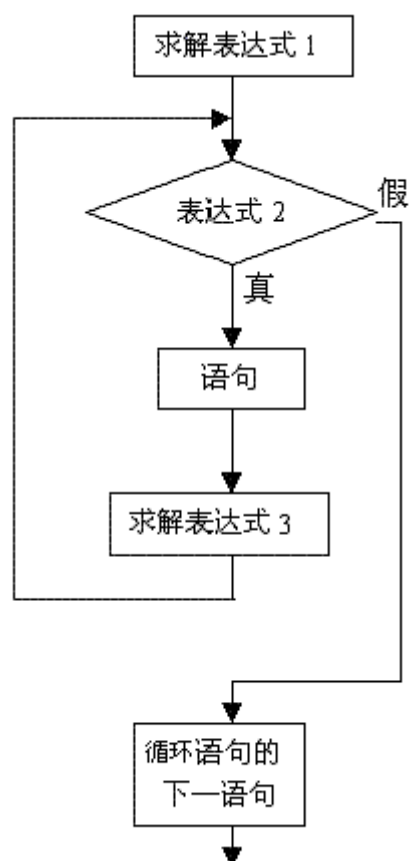 求解表达式 1
表达式 2
假
真
语句
求解表达式 3
循环语句的
下一语句